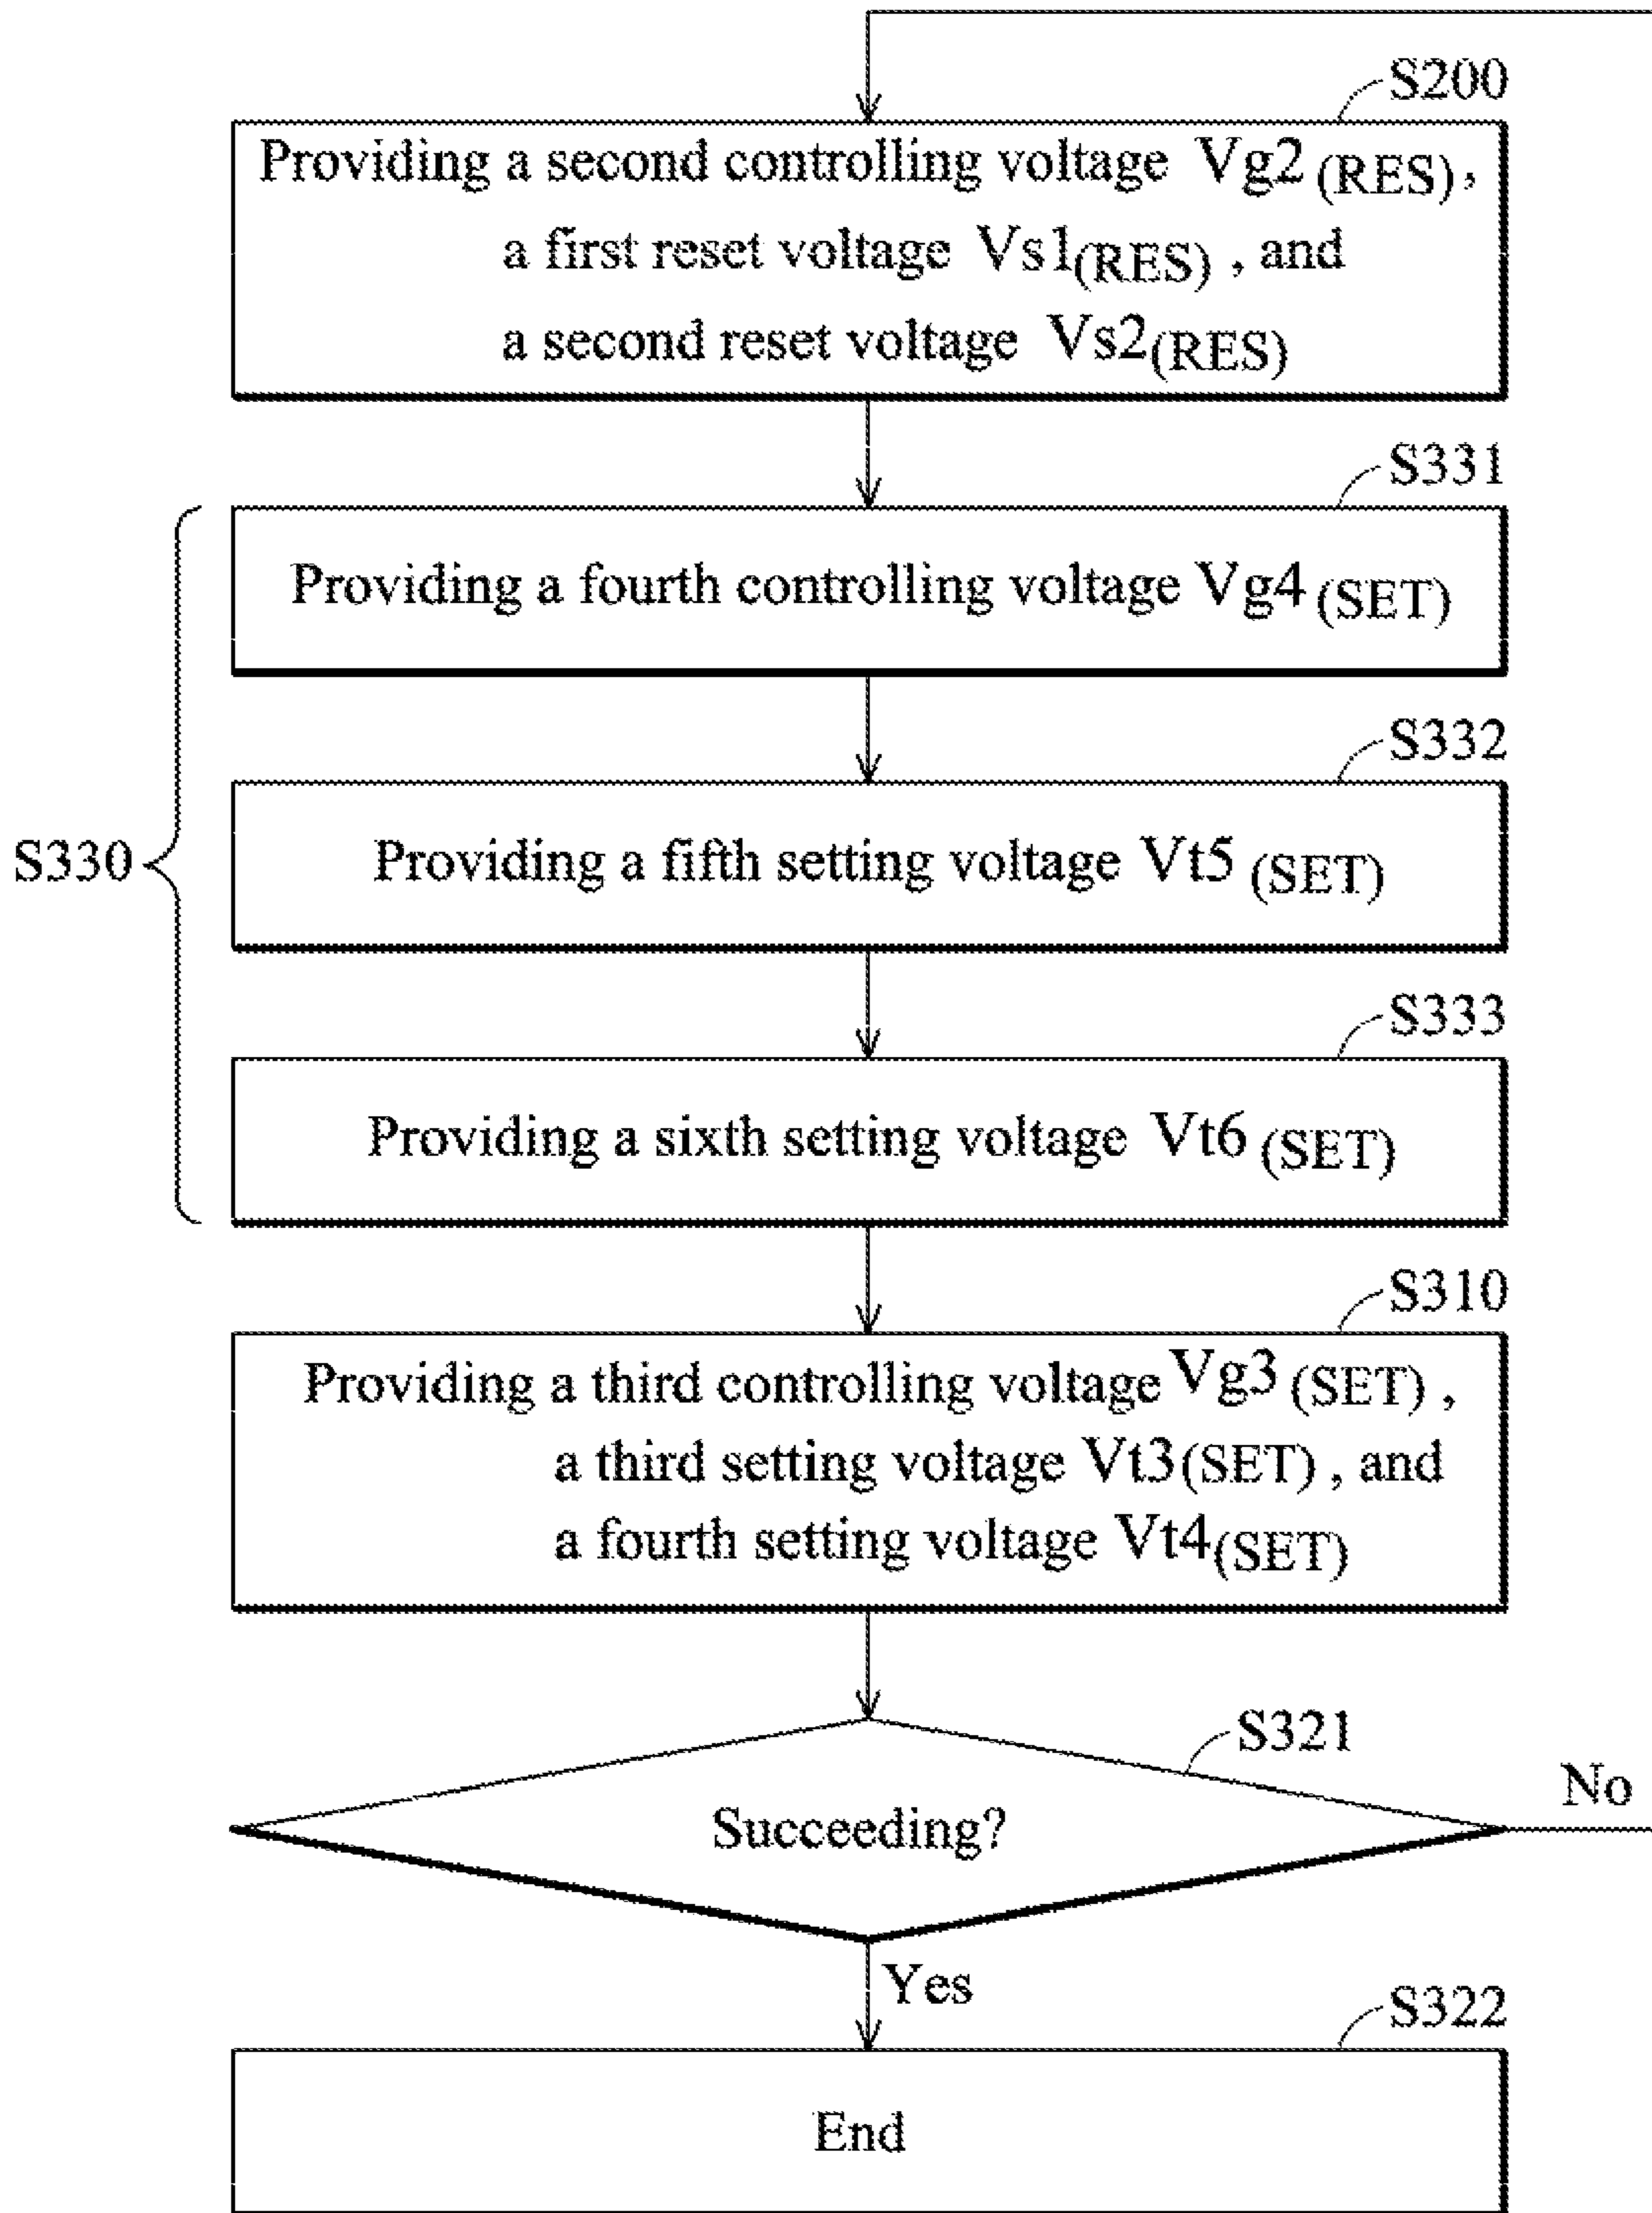 S200
Providing a second controlling voltage Vg2 (RES),
a first reset voltage Vs1(RES) , and
a second reset voltage Vs2(RES)
S331
Providing a fourth controlling voltage Vg4 (SET)
S332
S330
Providing a fifth setting voltage Vt5 (SET)
S333
Providing a sixth setting voltage Vt6 (SET)
S310
Providing a third controlling voltage Vg3 (SET) ,
a third setting voltage Vt3(SET) , and
a fourth setting voltage Vt4(SET)
S321
No
Succeeding?
Yes
S322
End